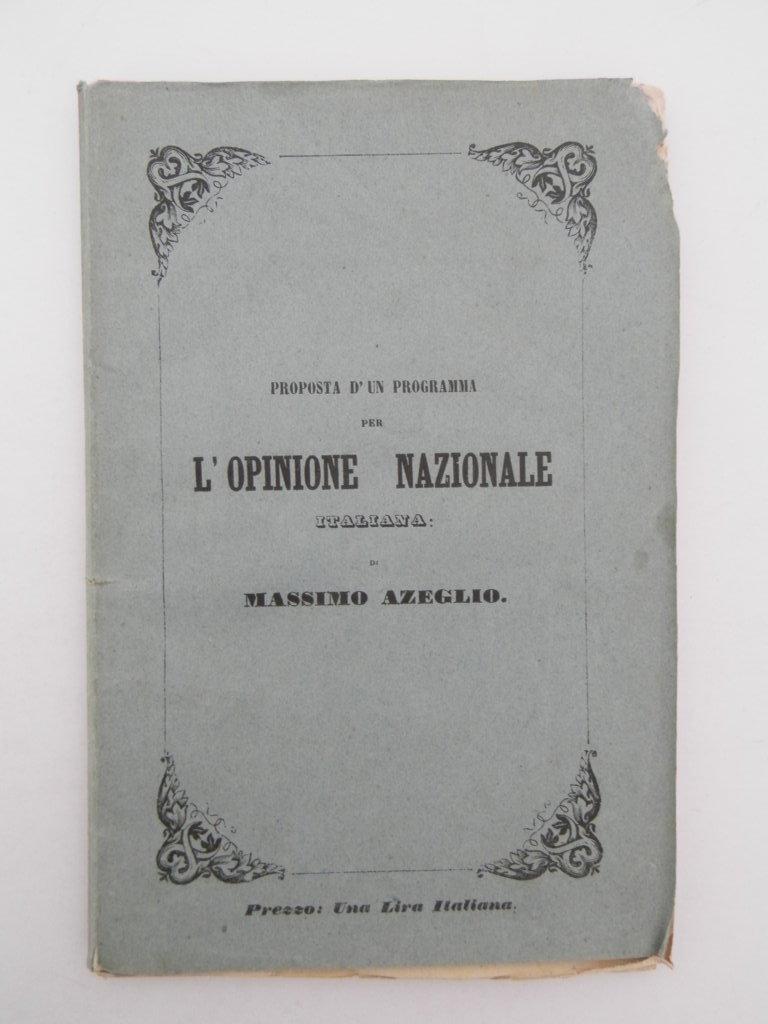 PROPOSTA D'UN PROGRAMMA
PER
L'OPINIONE NAZIONALE
ITALIANA:
DI
MASSIMO AZEGLIO.
Prezzo: Una Lira Italiana.